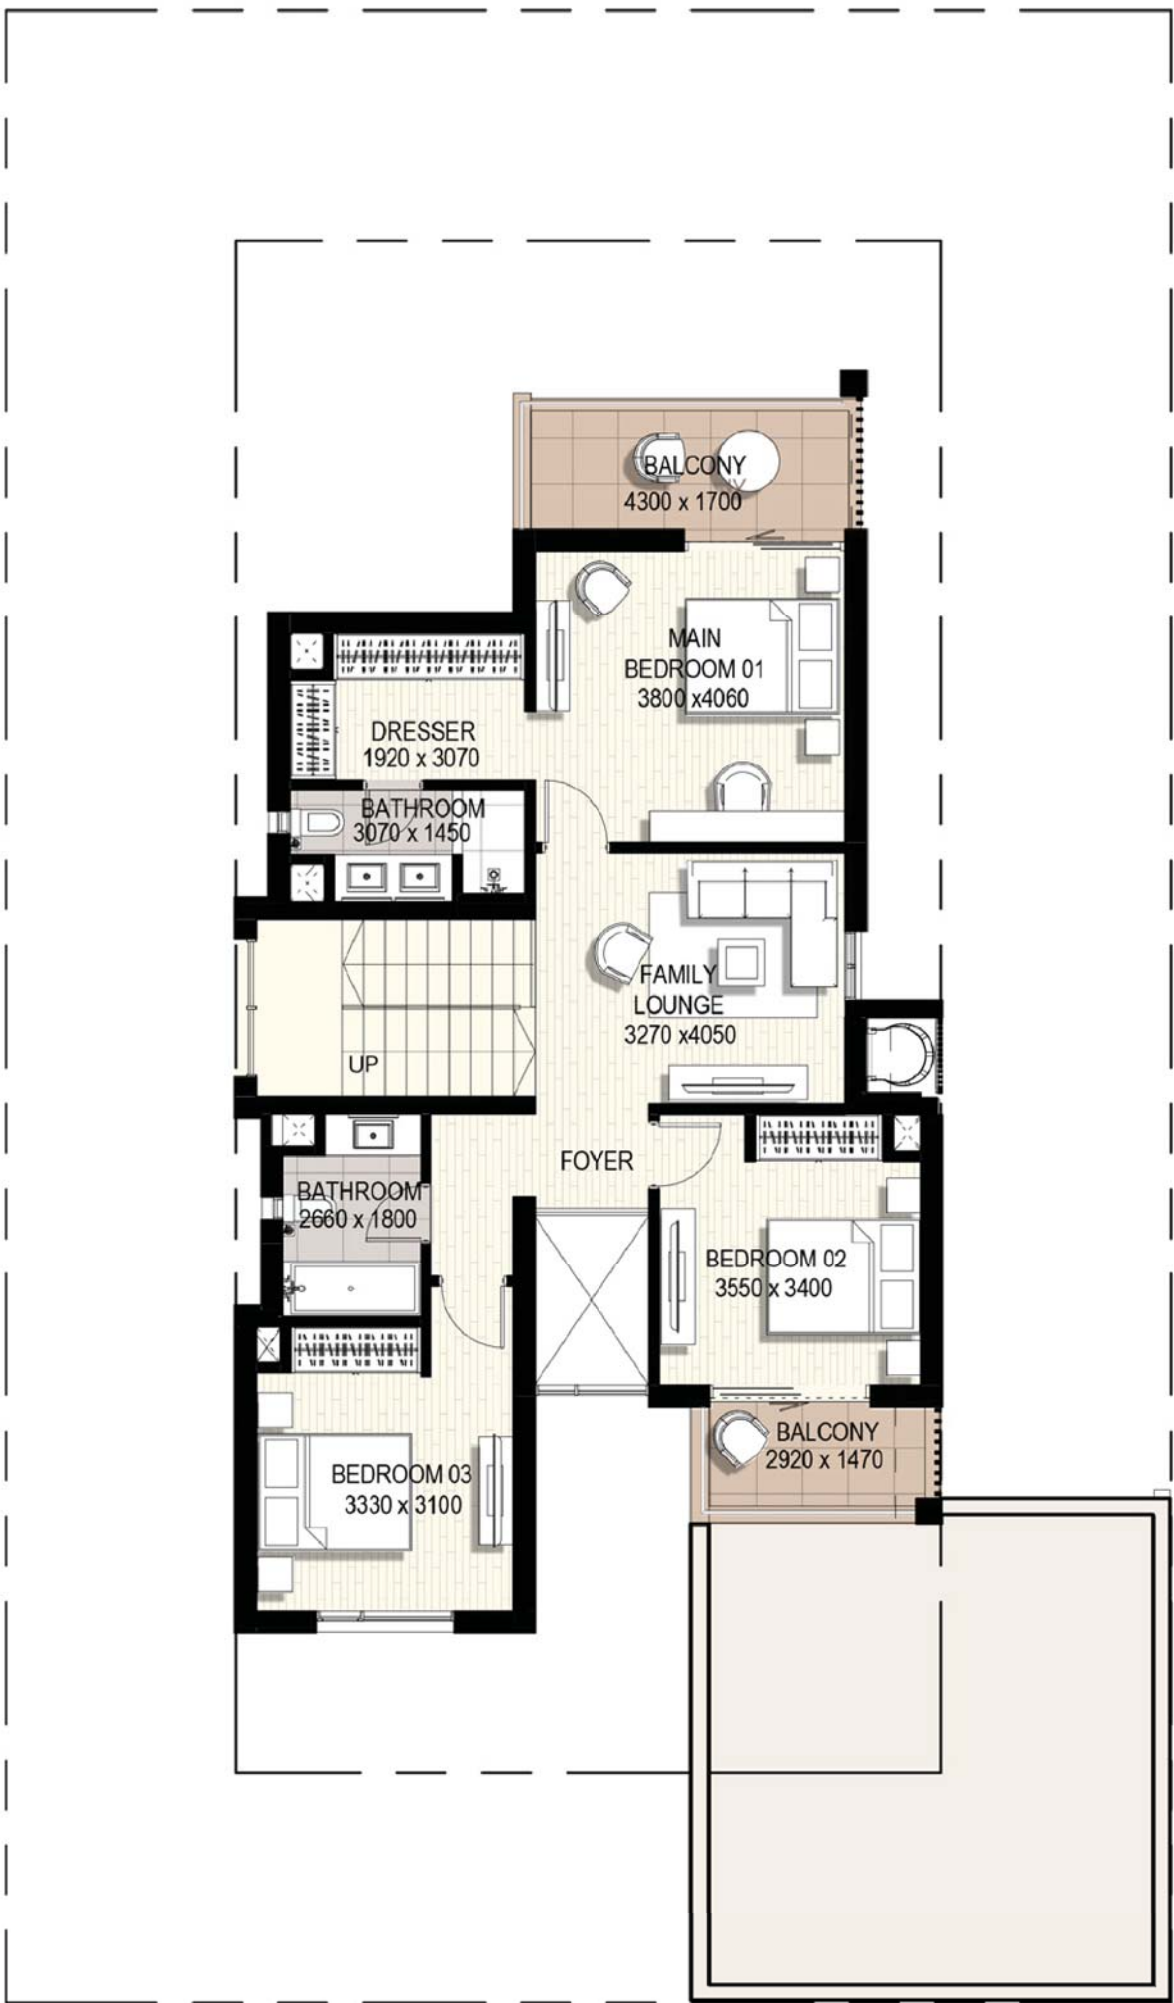 BALCONY
4300 x 1700
MAIN
BEDROOM 01
3800 x4060
DRESSER
1920 x 3070
BATHROOM
3070 x 1450
FAMILY
LOUNGE
3270 x4050
UP
FOYER
BATHROOM
2660 x 1800
BEDROOM 02
3550 x 3400
BALCONY
2920 x 1470
BEDROOM 03
3330 x 3100